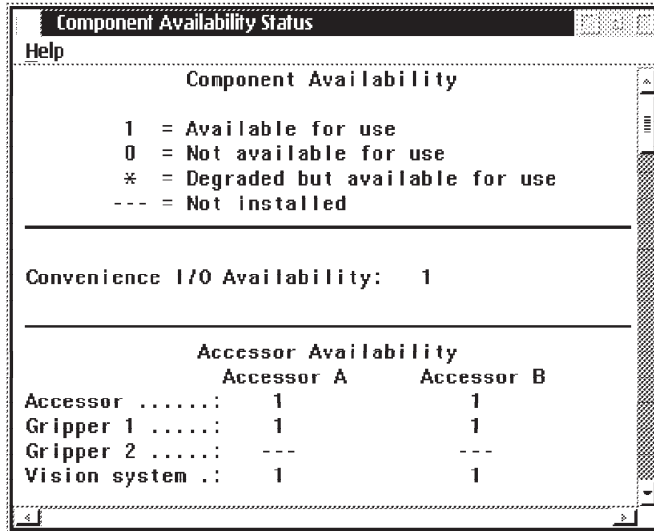 Component Availability Status
Help
Component Availability
1 = Available for use
0 = Not available for use
* = Degraded but available for use
--- = Not installed
Convenience I/O Availability: 1
Accessor Availability
Accessor A Accessor B
Accessor ......: 1 1
Gripper 1 .....: 1 1
Gripper 2 .....: --- ---
Vision system .: 1 1